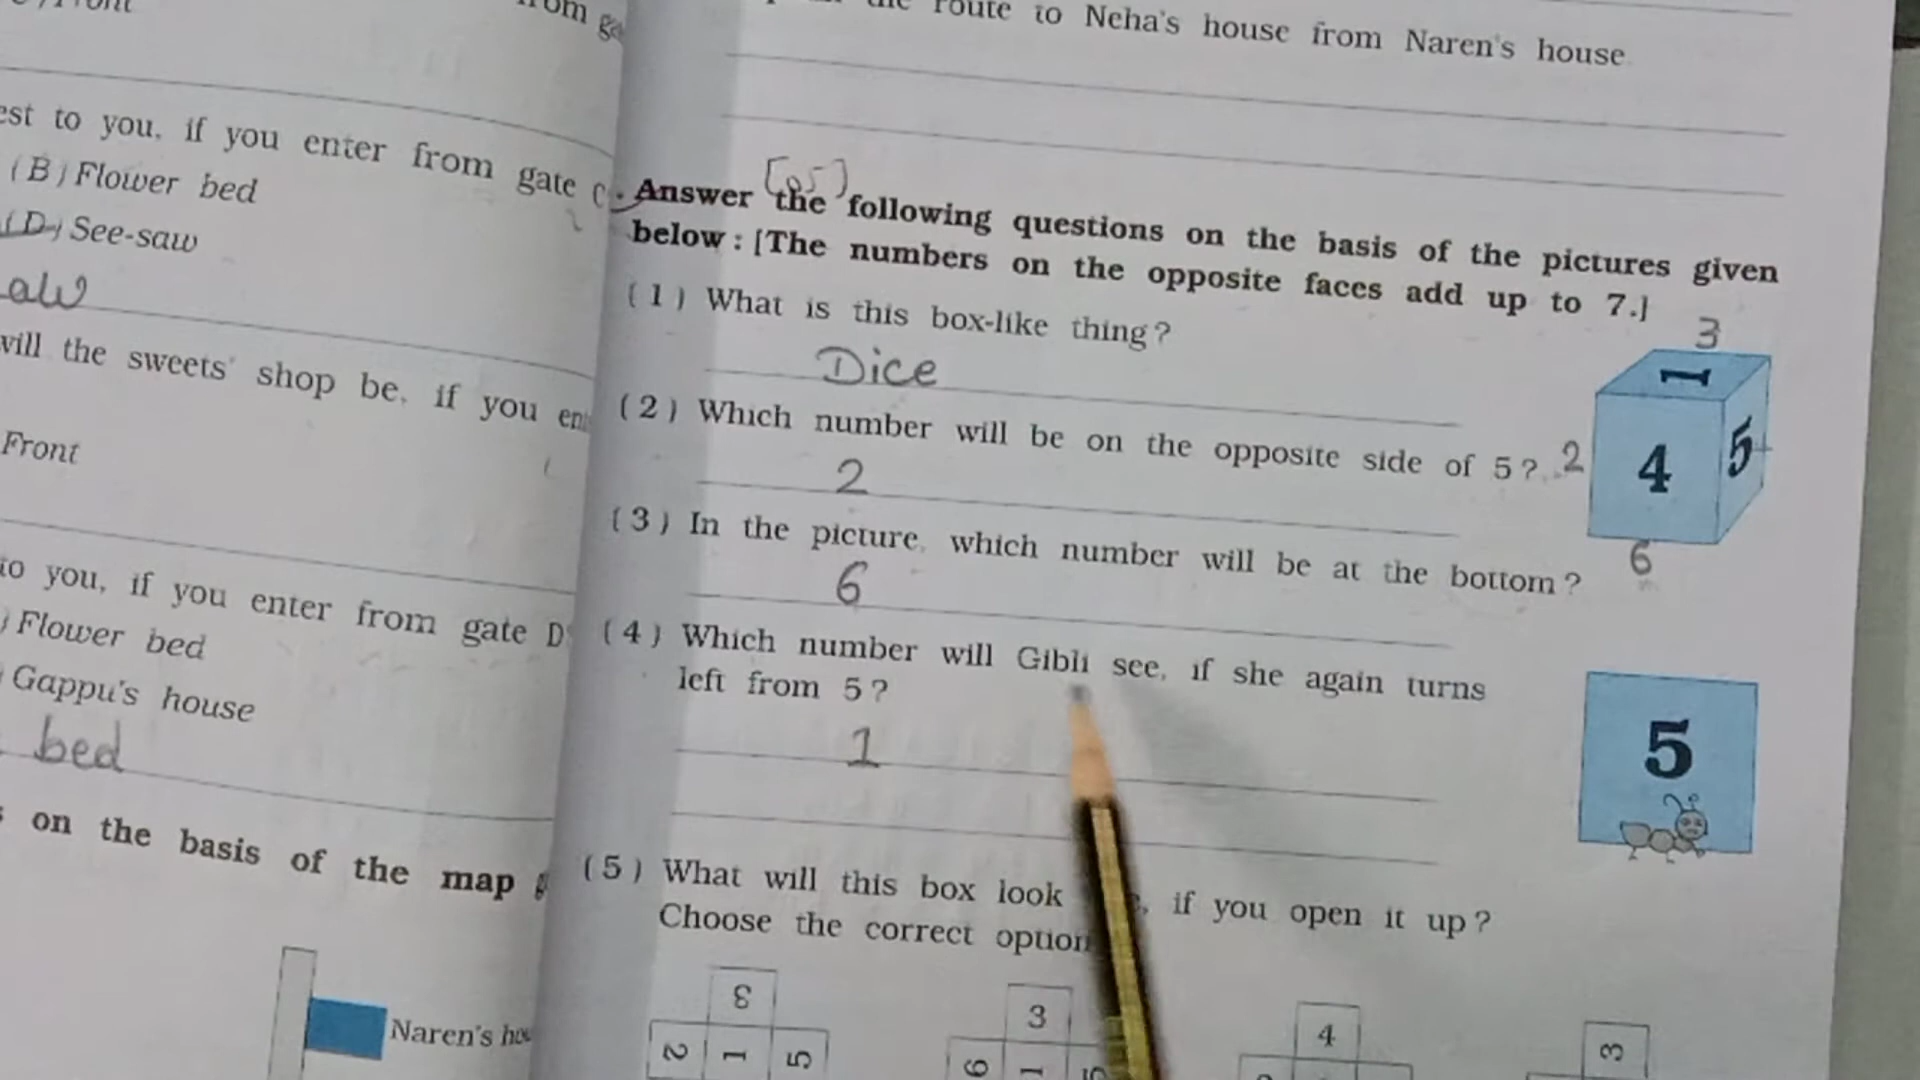 route to Neha's house from Naren's house
est to you, if you enter from gate
(B) Flower bed
(D) See-saw
aw
will the sweets' shop be, if you
Front
to you, if you enter from gate D
Flower bed
Gappu's house
bed
on the basis of the map
Naren's
[05]
Answer the following questions on the basis of the pictures given
below : [The numbers on the opposite faces add up to 7.]
(1) What is this box-like thing?
Dice
(2) Which number will be on the opposite side of 5?
2
(3) In the picture, which number will be at the bottom?
6
(4) Which number will Gibli see, if she again turns
left from 5?
1
(5) What will this box look if you open it up?
Choose the correct option
3
1
2
4
5
6
5
3
2 1 5
3
6 1
4
3